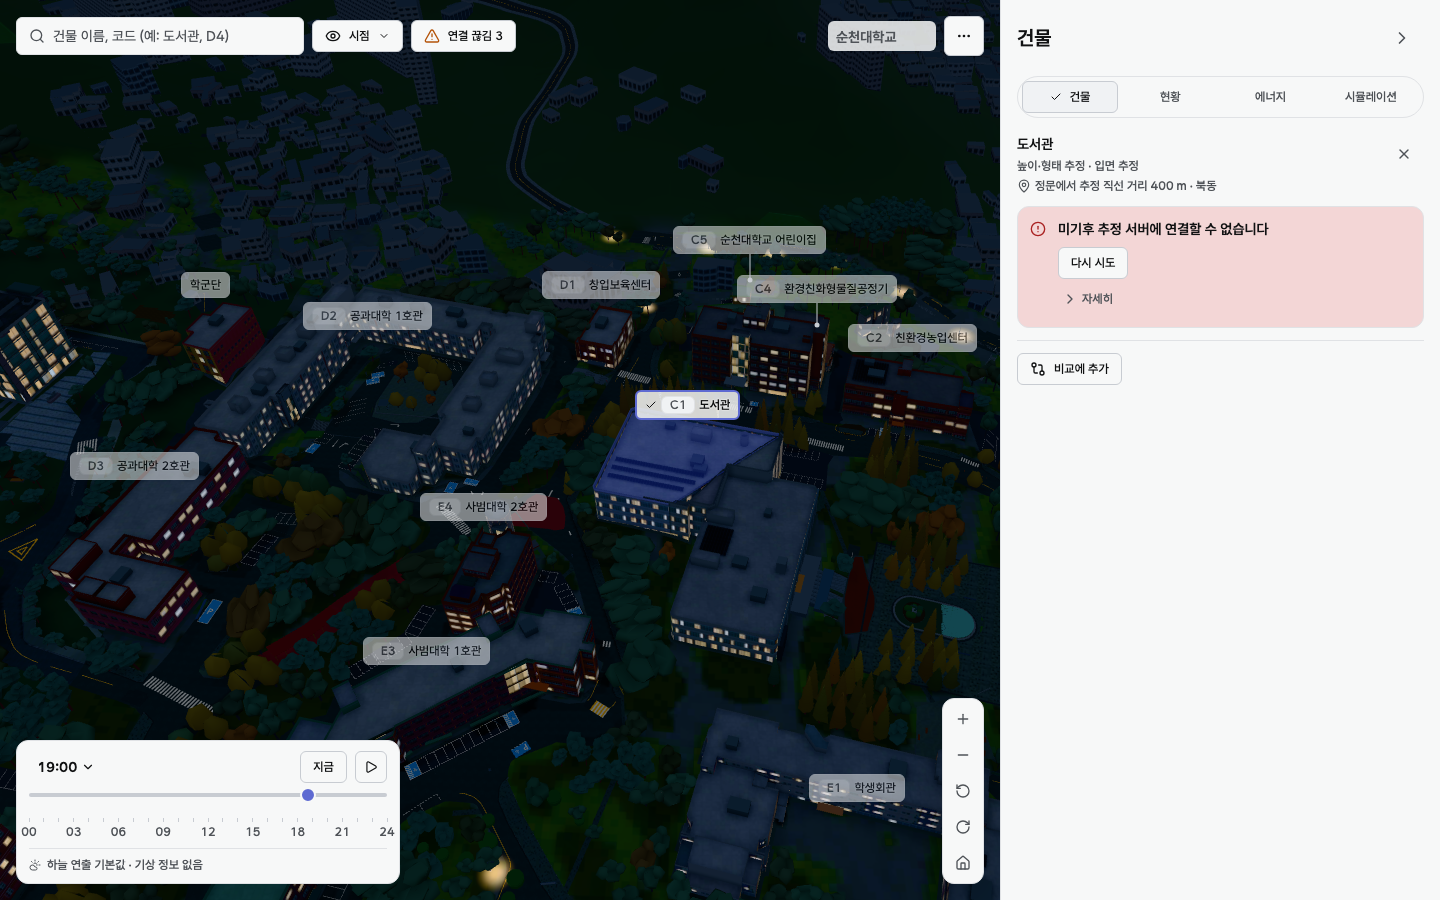 건물 이름, 코드 (예: 도서관, D4)
시점
연결 끊김 3
순천대학교
C5 순천대학교 어린이집
D1 창업보육센터
C4 환경친화형물질공정기
학군단
D2 공과대학 1호관
C2 친환경농업센터
C1 도서관
D3 공과대학 2호관
E4 사범대학 2호관
E3 사범대학 1호관
E1 학생회관
19:00
지금
00 03 06 09 12 15 18 21 24
하늘 연출 기본값 · 기상 정보 없음
건물
건물 현황 에너지 시뮬레이션
도서관
높이·형태 추정 · 입면 추정
정문에서 추정 직선 거리 400 m · 북동
미기후 추정 서버에 연결할 수 없습니다
다시 시도
자세히
비교에 추가